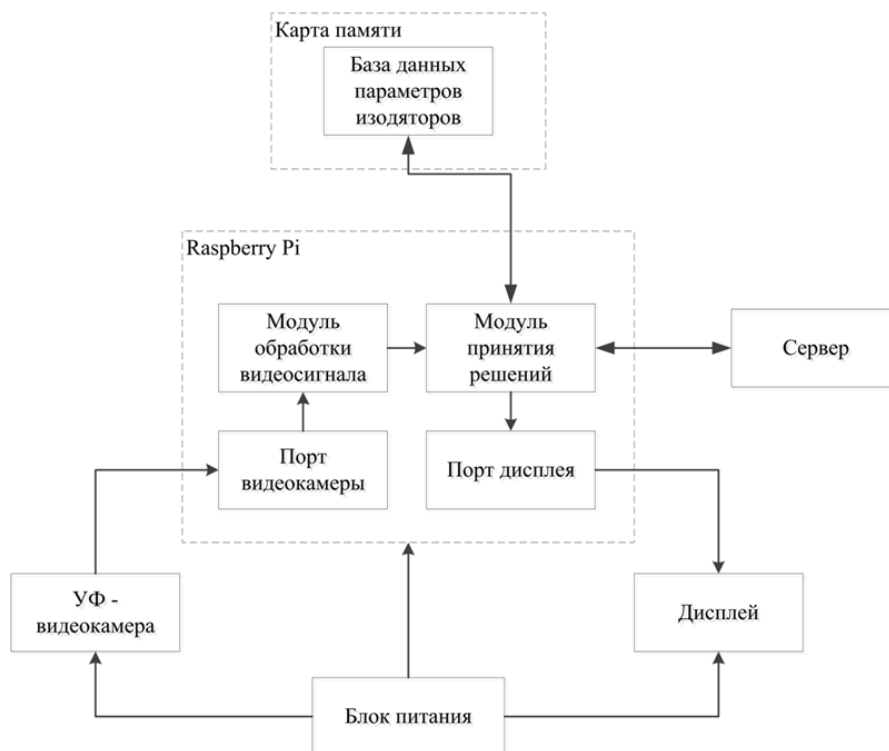 Карта памяти
База данных
параметров
изодяторов
Raspberry Pi
Модуль
обработки
видеосигнала
Модуль
принятия
решений
Сервер
Порт
видеокамеры
Порт дисплея
УФ -
видеокамера
Дисплей
Блок питания